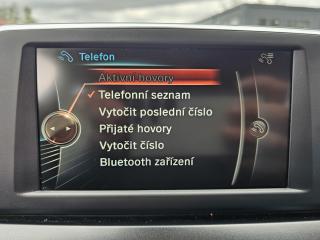 Telefon
Aktivní hovory
Telefonní seznam
Vytočit poslední číslo
Přijaté hovory
Vytočit číslo
Bluetooth zařízení